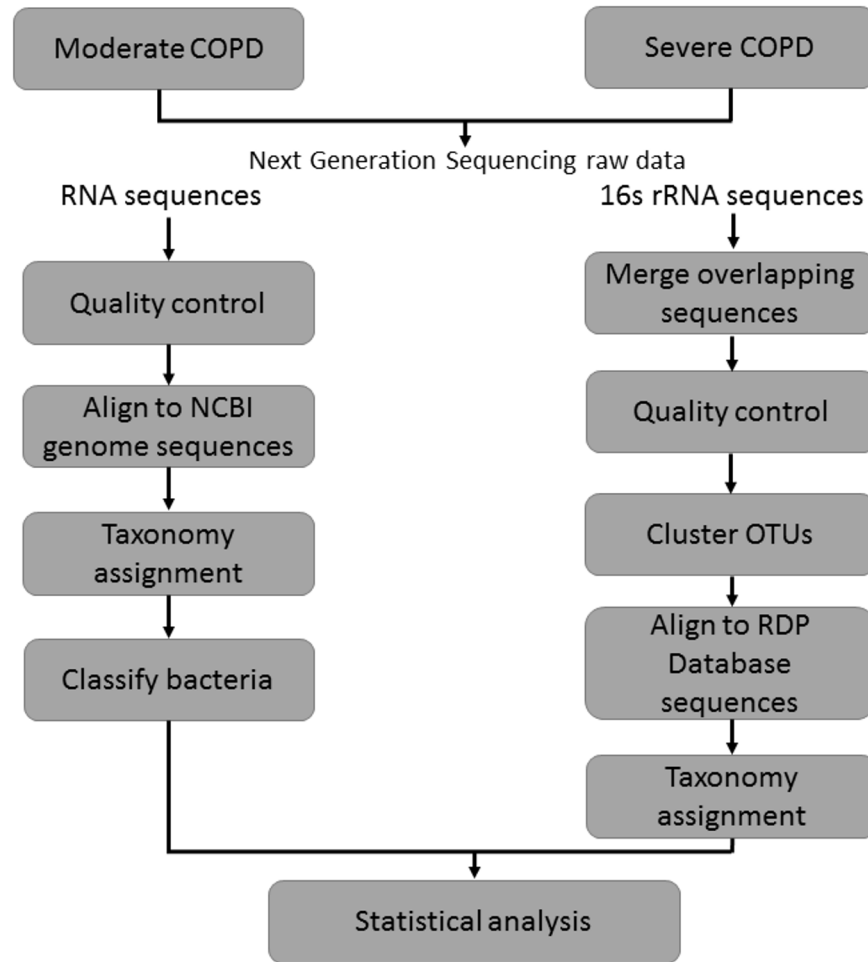 Moderate COPD
Severe COPD
Next Generation Sequencing raw data
RNA sequences
Quality control
Align to NCBI
genome sequences
Taxonomy
assignment
Classify bacteria
16s rRNA sequences
Merge overlapping
sequences
Quality control
Cluster OTUs
Align to RDP
Database
sequences
Taxonomy
assignment
Statistical analysis